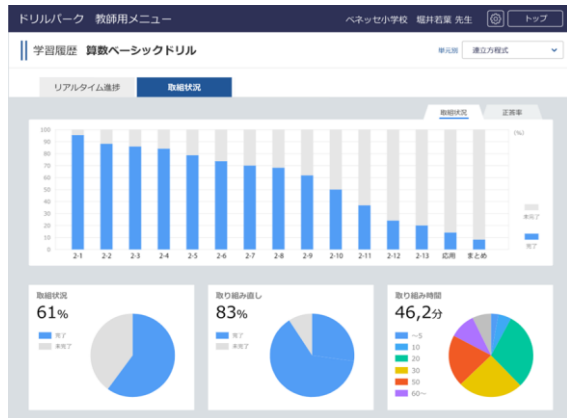 ドリルパーク 教師用メニュー
ベネッセ小学校 堀井若葉 先生
トップ
学習履歴 算数ベーシックドリル
単元別 連立方程式
リアルタイム進捗
取組状況
取組状況
正答率
(%)
100
90
80
70
60
50
40
30
20
10
0
2-1 2-2 2-3 2-4 2-5 2-6 2-7 2-8 2-9 2-10 2-11 2-12 2-13 応用 まとめ
未完了
完了
取組状況
61%
完了
未完了
取り組み直し
83%
完了
未完了
取り組み時間
46,2分
～5
10
20
30
50
60～